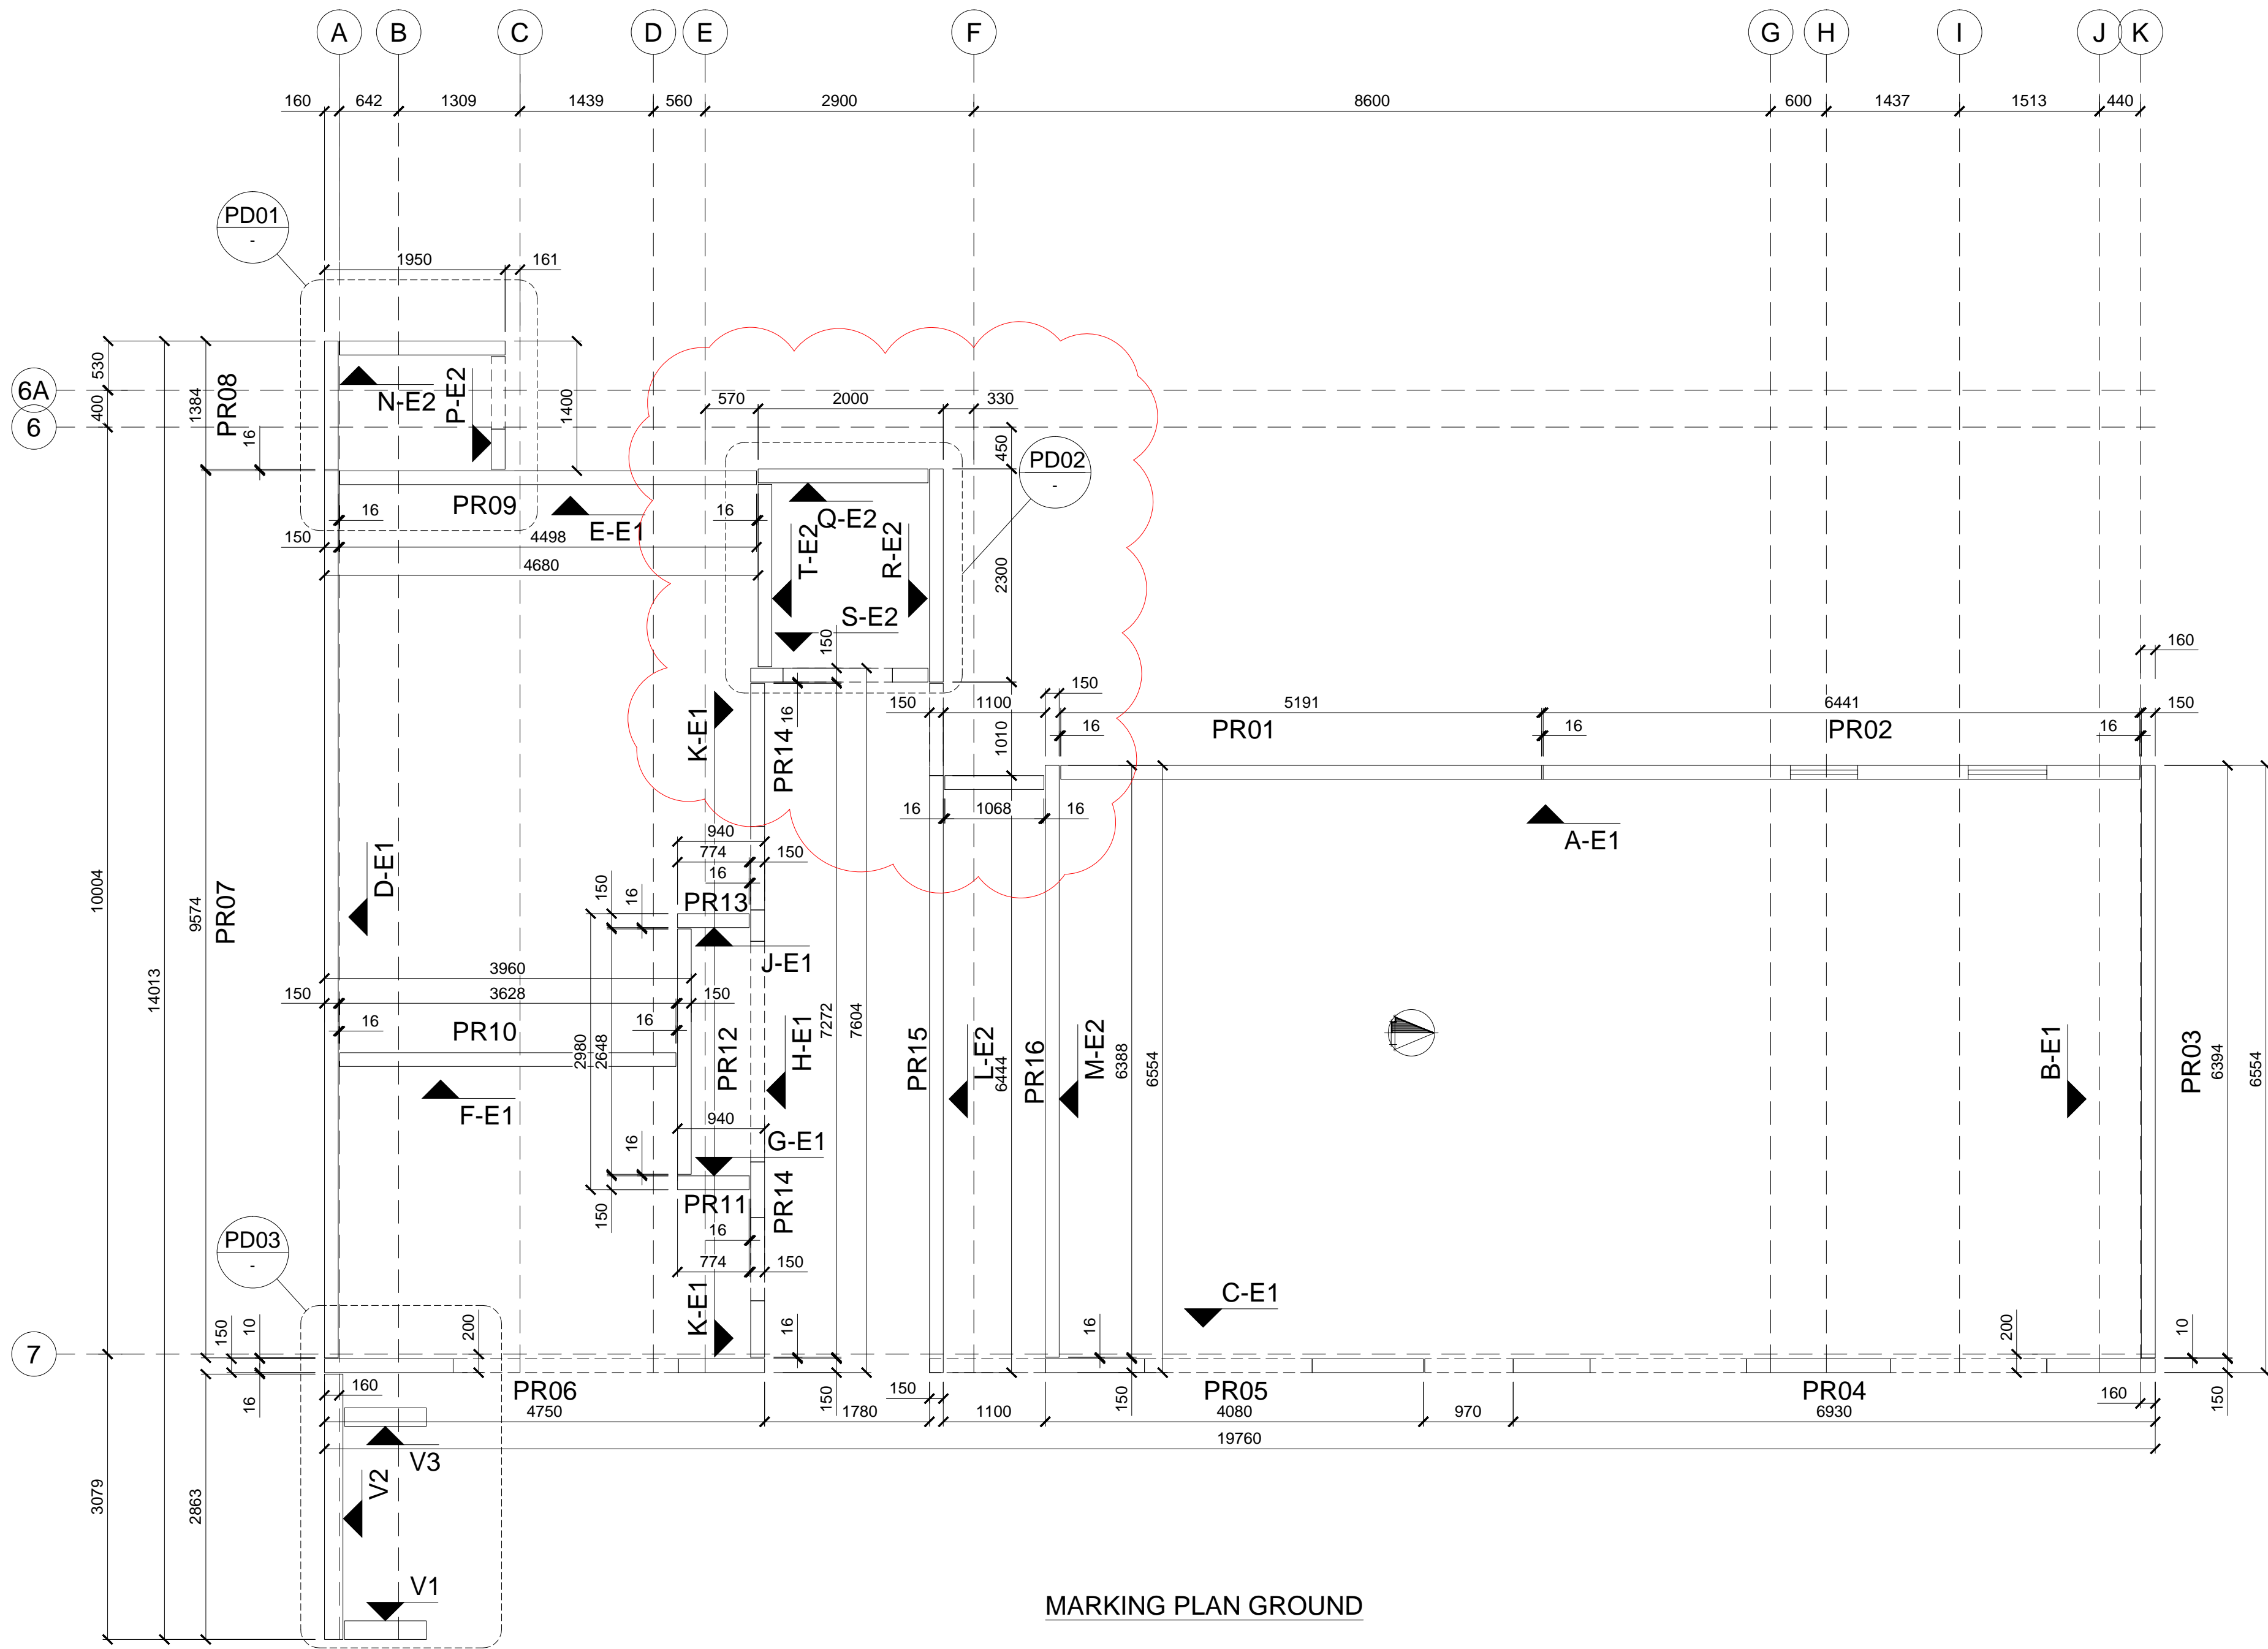 A B C D E F G H I J K
160 642 1309 1439 560 2900 8600 600 1437 1513 440
PD01
-
1950 161
530
6A
400
6
1384
PR08
16
N-E2
P-E2
1400
570 2000 330
450
PD02
-
PR09
16
E-E1
16
Q-E2
150 4498
4680
T-E2
R-E2
2300
S-E2
150
160
K-E1
16
PR14
150 1100 150 5191 6441 150
1010
16 PR01 16 PR02 16
16 1068 16
A-E1
940
774 150
16
150
16
PR13
J-E1
D-E1
10004
14013
9574
PR07
3960
150 3628 150
16
PR10
16
2980
2648
PR12
H-E1
7272
7604
PR15
L-E2
6444
PR16
M-E2
6388
6554
B-E1
PR03
6394
6554
F-E1
940
G-E1
16
150
PR11
PR14
16
774 150
PD03
-
K-E1
C-E1
7
150
10
200
16
16
200
10
16
160
PR06
150
150
PR05
150
PR04
160
150
4750 1780 1100 4080 970 6930
19760
V3
V2
3079
2863
V1
MARKING PLAN GROUND